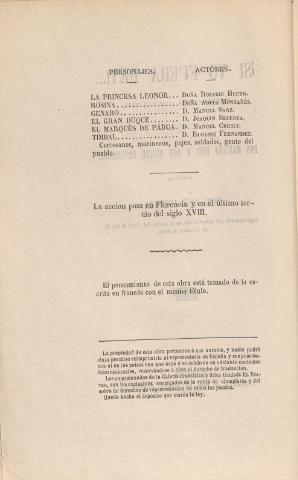 PERSONAJES. ACTORES.
LA PRINCESA LEONOR.. DOÑA ROSARIO HUETO.
ROSINA............... DOÑA ADELA MONTAÑÉS.
GENARO............... D. MANUEL SANZ.
EL GRAN DUQUE....... D. JOAQUIN BECERRA.
EL MARQUÉS DE PÁDUA. D. MANUEL CRESCI.
TIMBAL............... D. EUGENIO FERNANDEZ.
Cortesanos, marineros, pajes, soldados, gente del
pueblo.
La accion pasa en Florencia y en el último ter-
cio del siglo XVIII.
El pensamiento de esta obra está tomado de la es-
crita en francés con el mismo título.
La propiedad de esta obra pertenece á sus autores, y nadie podrá
sin su permiso reimprimirla ni representarla en España y sus posesio-
nes ni en los paises con que haya ó se celebren en adelante contratos
internacionales, reservándose á ellos el derecho de traduccion.
Los comisionados de la Galería dramática y lírica titulada EL TEA-
TRO, son los exclusivos encargados de la venta de ejemplares y del
cobro de derechos de representacion en todos los puntos.
Queda hecho el depósito que marca la ley.